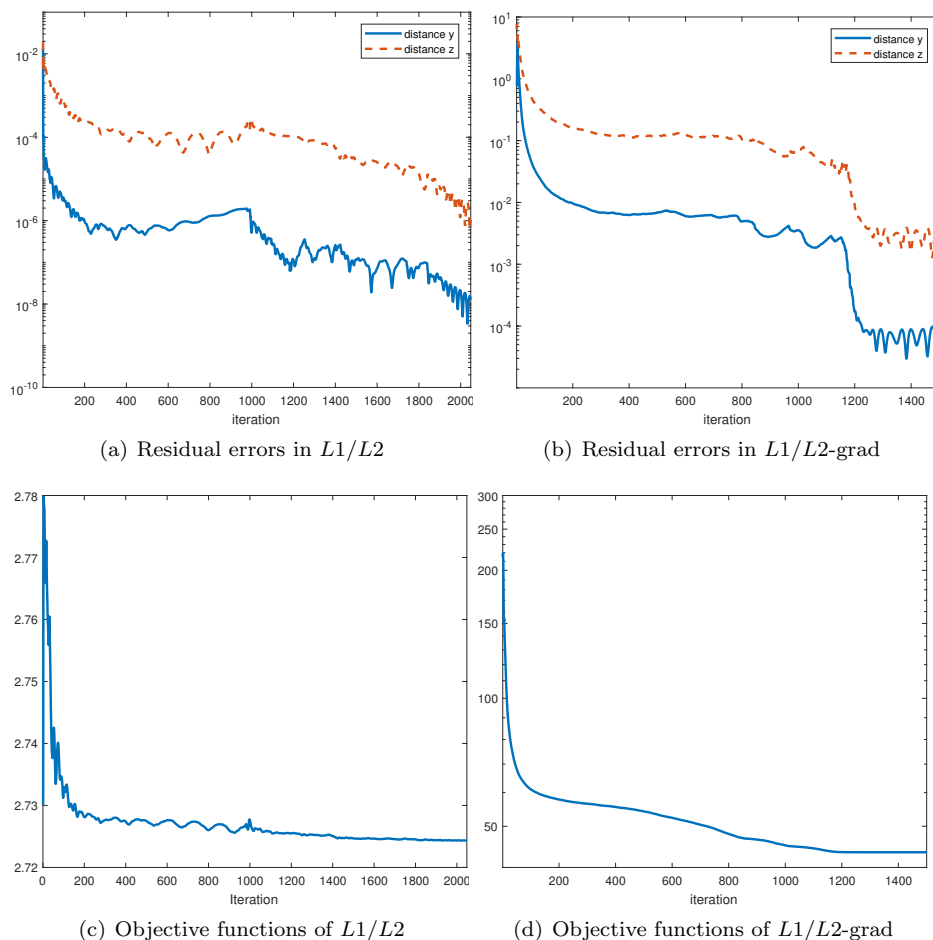 10^-2
10^-4
10^-6
10^-8
10^-10
distance y
distance z
200 400 600 800 1000 1200 1400 1600 1800 2000
iteration
(a) Residual errors in L1/L2
10^1
10^0
10^-1
10^-2
10^-3
10^-4
distance y
distance z
200 400 600 800 1000 1200 1400
iteration
(b) Residual errors in L1/L2-grad
2.78
2.77
2.76
2.75
2.74
2.73
2.72
0 200 400 600 800 1000 1200 1400 1600 1800 2000
Iteration
(c) Objective functions of L1/L2
300
250
200
150
100
50
200 400 600 800 1000 1200 1400
iteration
(d) Objective functions of L1/L2-grad